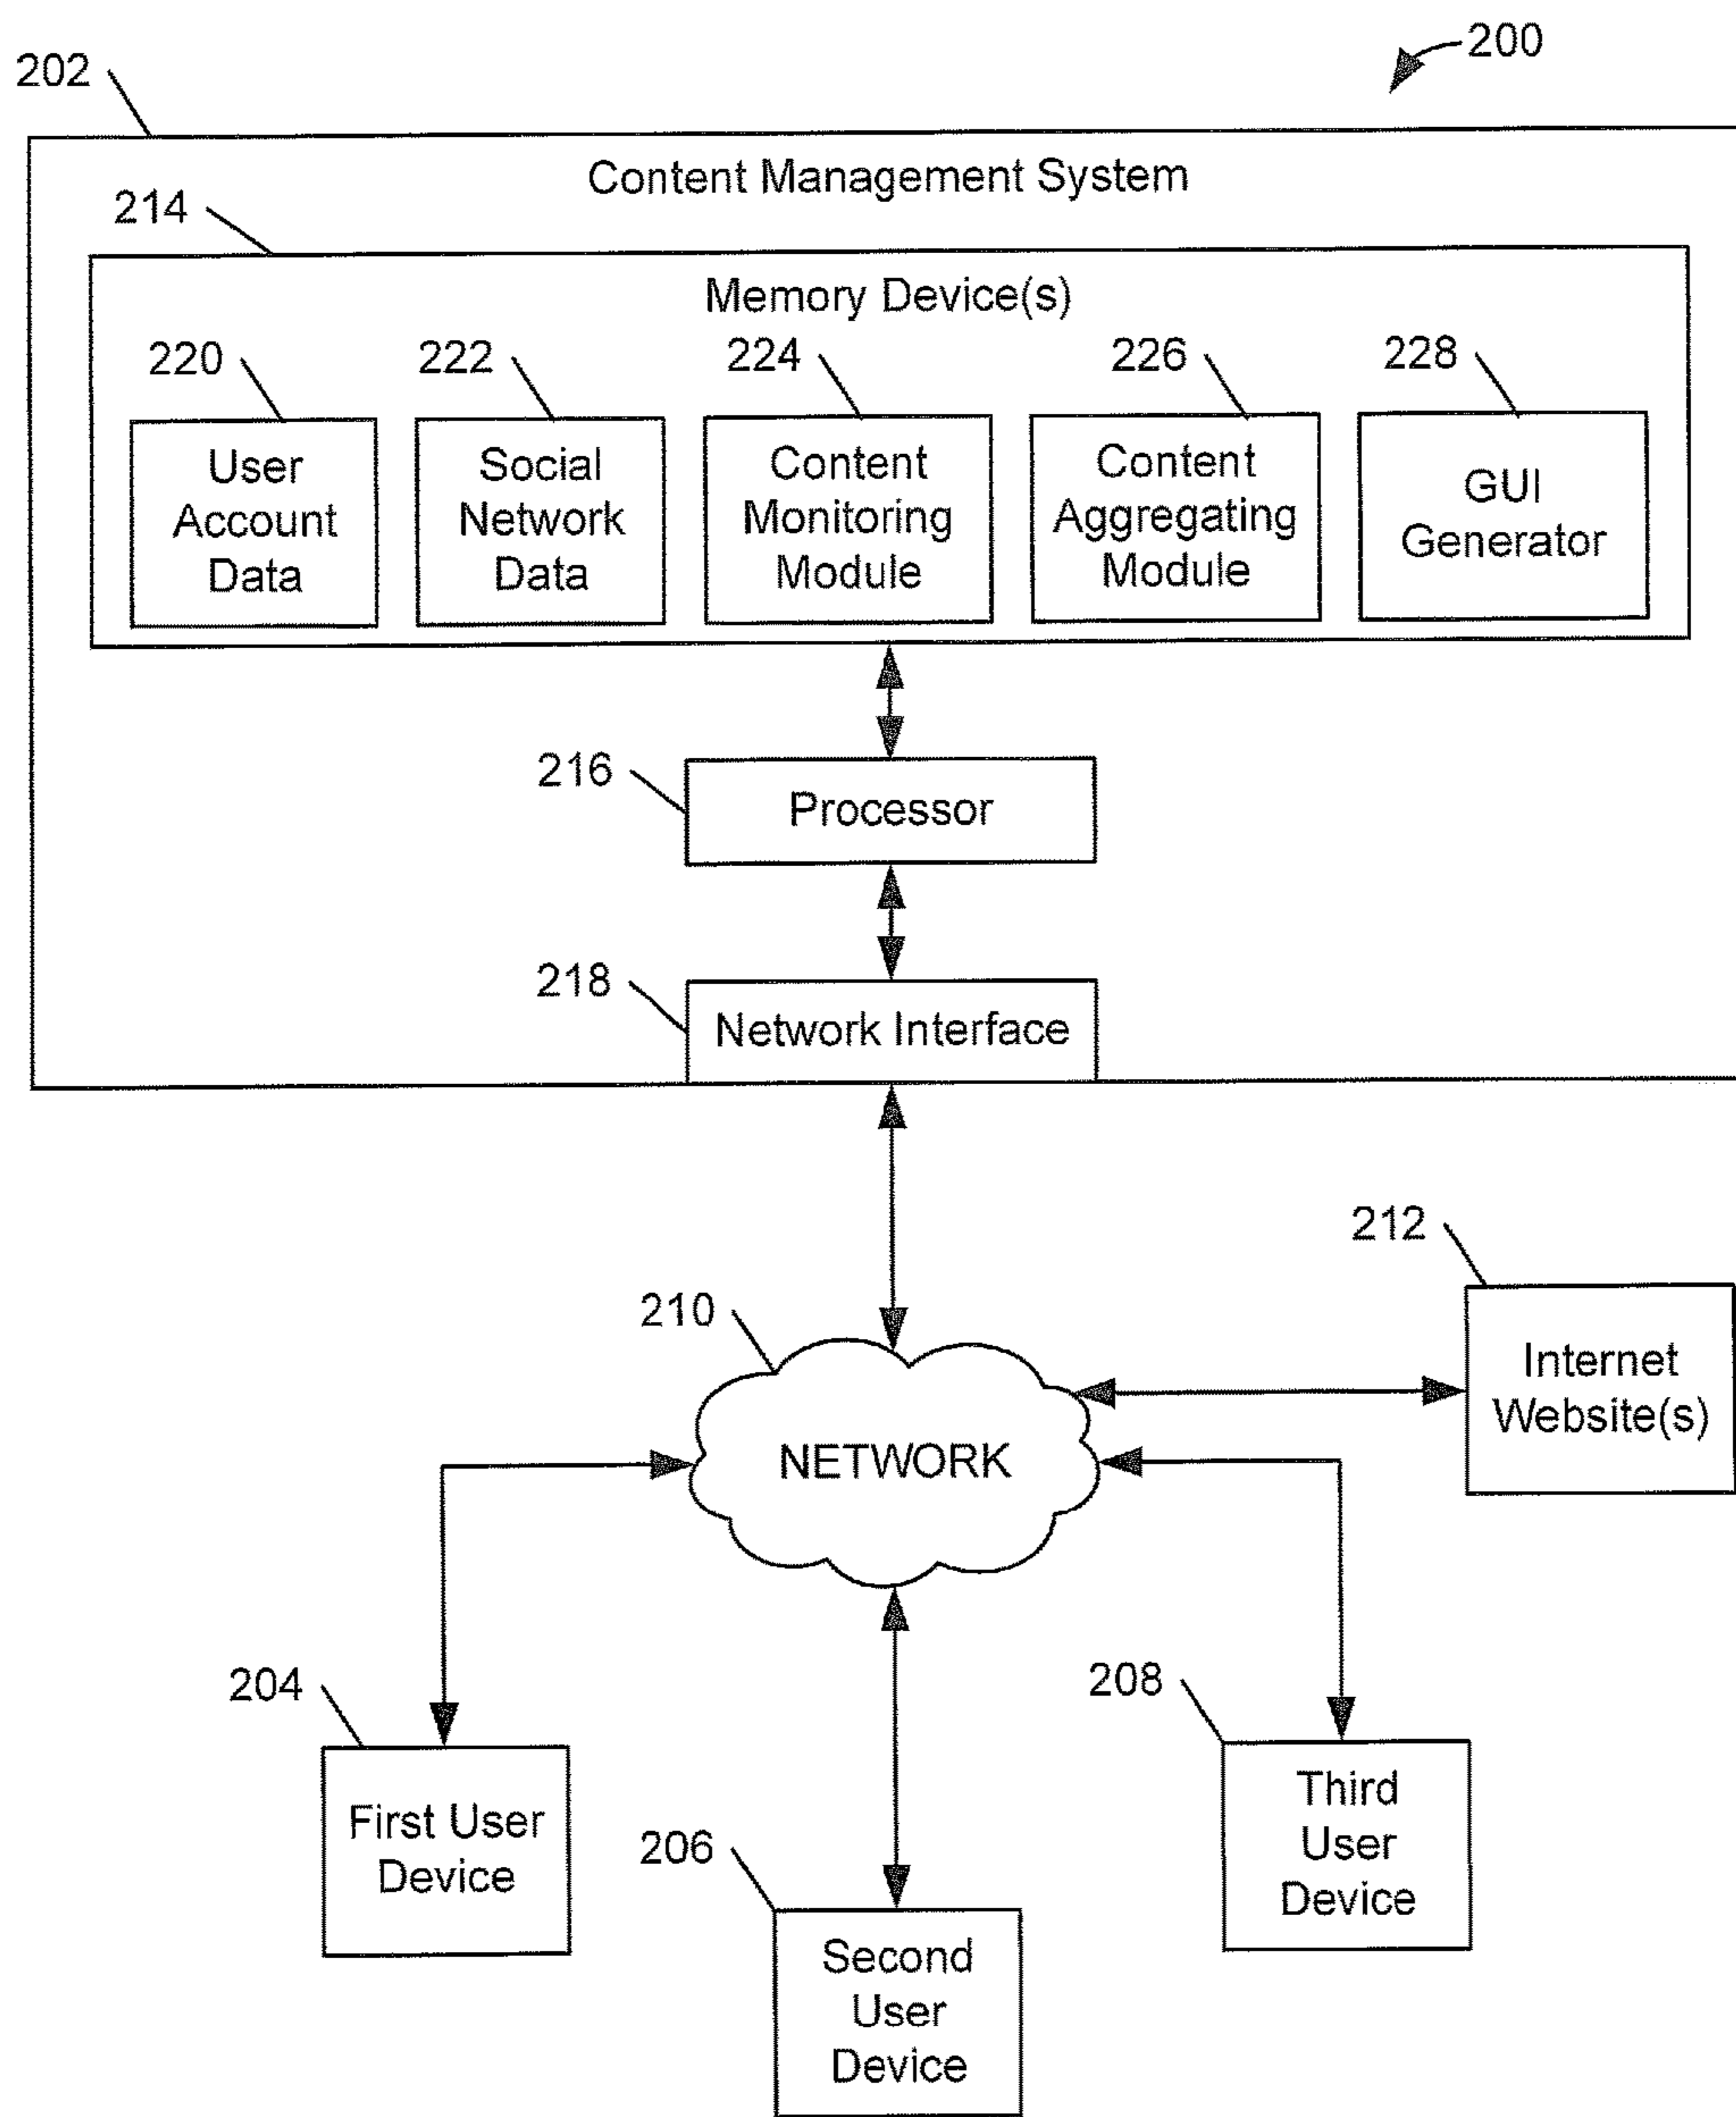 200
202
Content Management System
214
Memory Device(s)
220
222
224
226
228
User
Account
Data
Social
Network
Data
Content
Monitoring
Module
Content
Aggregating
Module
GUI
Generator
216
Processor
218
Network Interface
212
210
Internet
Website(s)
NETWORK
204
208
First User
Device
206
Third
User
Device
Second
User
Device